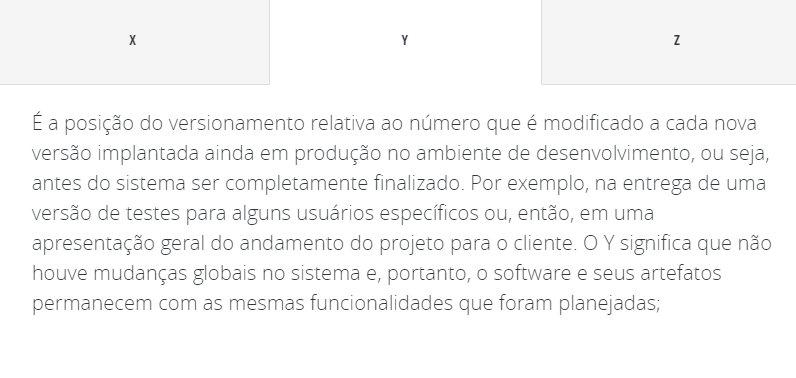 X
Y
Z
É a posição do versionamento relativa ao número que é modificado a cada nova
versão implantada ainda em produção no ambiente de desenvolvimento, ou seja,
antes do sistema ser completamente finalizado. Por exemplo, na entrega de uma
versão de testes para alguns usuários específicos ou, então, em uma
apresentação geral do andamento do projeto para o cliente. O Y significa que não
houve mudanças globais no sistema e, portanto, o software e seus artefatos
permanecem com as mesmas funcionalidades que foram planejadas;